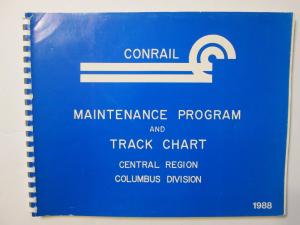 CONRAIL
MAINTENANCE PROGRAM
AND
TRACK CHART
CENTRAL REGION
COLUMBUS DIVISION
1988